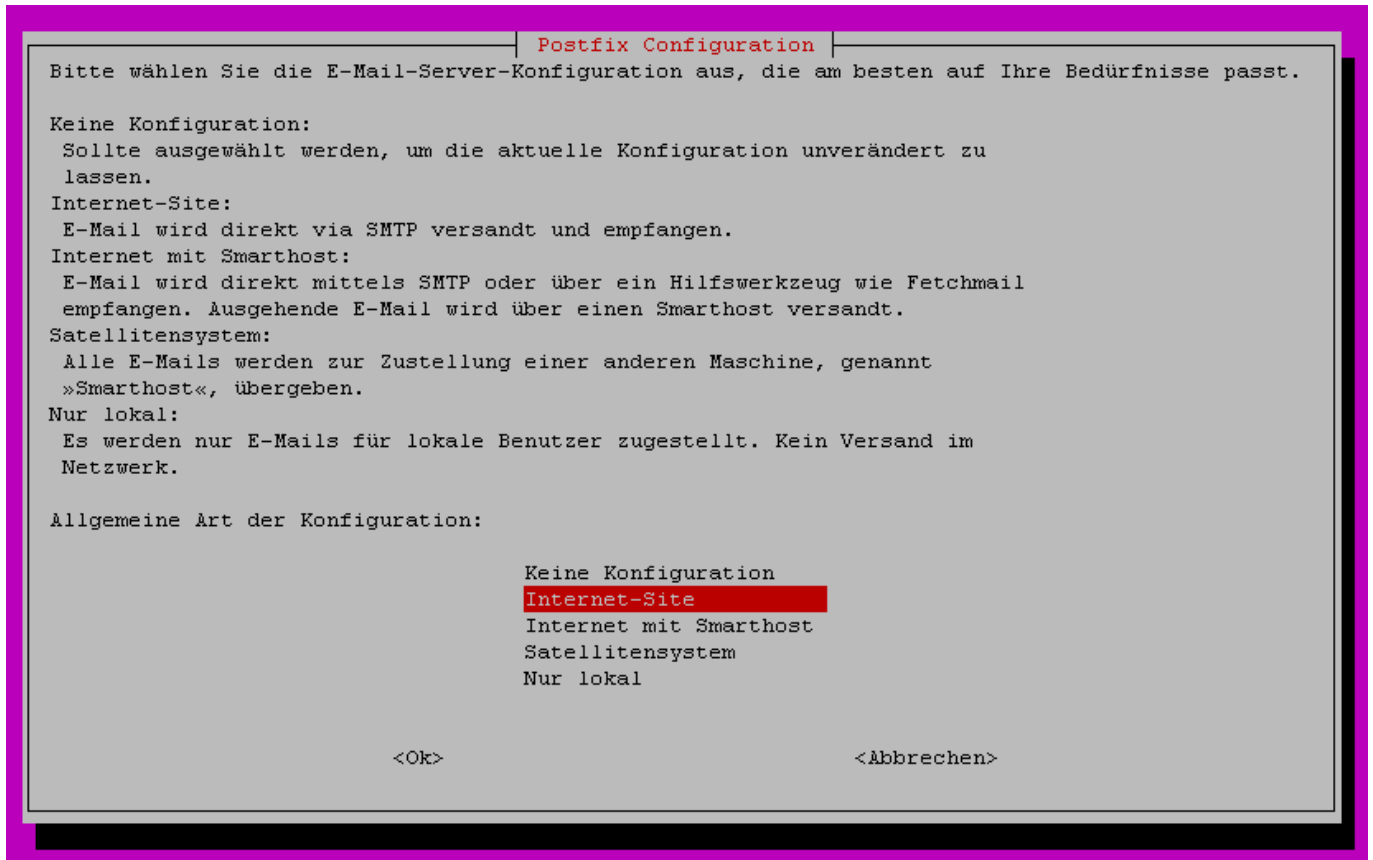 Postfix Configuration
Bitte wählen Sie die E-Mail-Server-Konfiguration aus, die am besten auf Ihre Bedürfnisse passt.
Keine Konfiguration:
Sollte ausgewählt werden, um die aktuelle Konfiguration unverändert zu
lassen.
Internet-Site:
E-Mail wird direkt via SMTP versandt und empfangen.
Internet mit Smarthost:
E-Mail wird direkt mittels SMTP oder über ein Hilfswerkzeug wie Fetchmail
empfangen. Ausgehende E-Mail wird über einen Smarthost versandt.
Satellitensystem:
Alle E-Mails werden zur Zustellung einer anderen Maschine, genannt
»Smarthost«, übergeben.
Nur lokal:
Es werden nur E-Mails für lokale Benutzer zugestellt. Kein Versand im
Netzwerk.
Allgemeine Art der Konfiguration:
Keine Konfiguration
Internet-Site
Internet mit Smarthost
Satellitensystem
Nur lokal
<Ok> <Abbrechen>